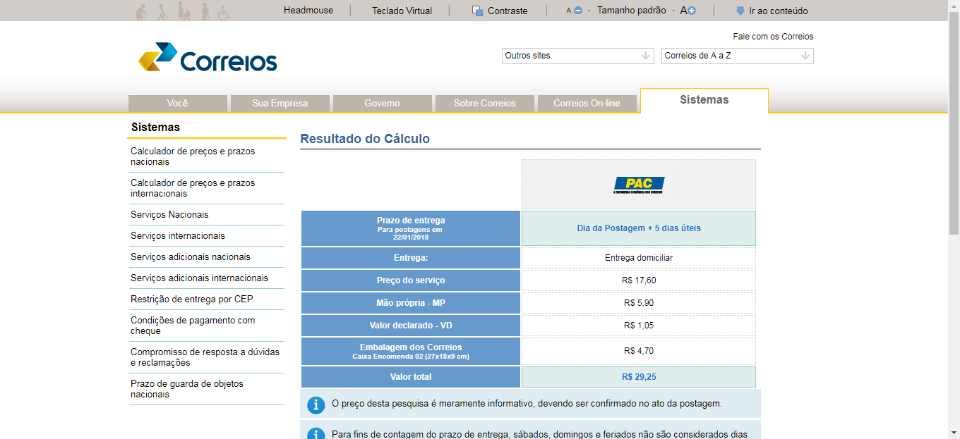 Headmouse Teclado Virtual Contraste A - Tamanho padrão - A Ir ao conteúdo
Fale com os Correios
Correios
Outros sites Correios de A a Z
Você Sua Empresa Governo Sobre Correios Correios On-line Sistemas
Sistemas
Calculador de preços e prazos
nacionais
Calculador de preços e prazos
internacionais
Serviços Nacionais
Serviços internacionais
Serviços adicionais nacionais
Serviços adicionais internacionais
Restrição de entrega por CEP
Condições de pagamento com
cheque
Compromisso de resposta a dúvidas
e reclamações
Prazo de guarda de objetos
nacionais
Resultado do Cálculo
PAC
Prazo de entrega
Para postagens em
22/01/2018
Dia da Postagem + 5 dias úteis
Entrega: Entrega domiciliar
Preço do serviço R$ 17,60
Mão própria - MP R$ 5,90
Valor declarado - VD R$ 1,05
Embalagem dos Correios
Caixa Encomenda 02 (27x18x9 cm)
R$ 4,70
Valor total R$ 29,25
O preço desta pesquisa é meramente informativo, devendo ser confirmado no ato da postagem.
Para fins de contagem do prazo de entrega, sábados, domingos e feriados não são considerados dias